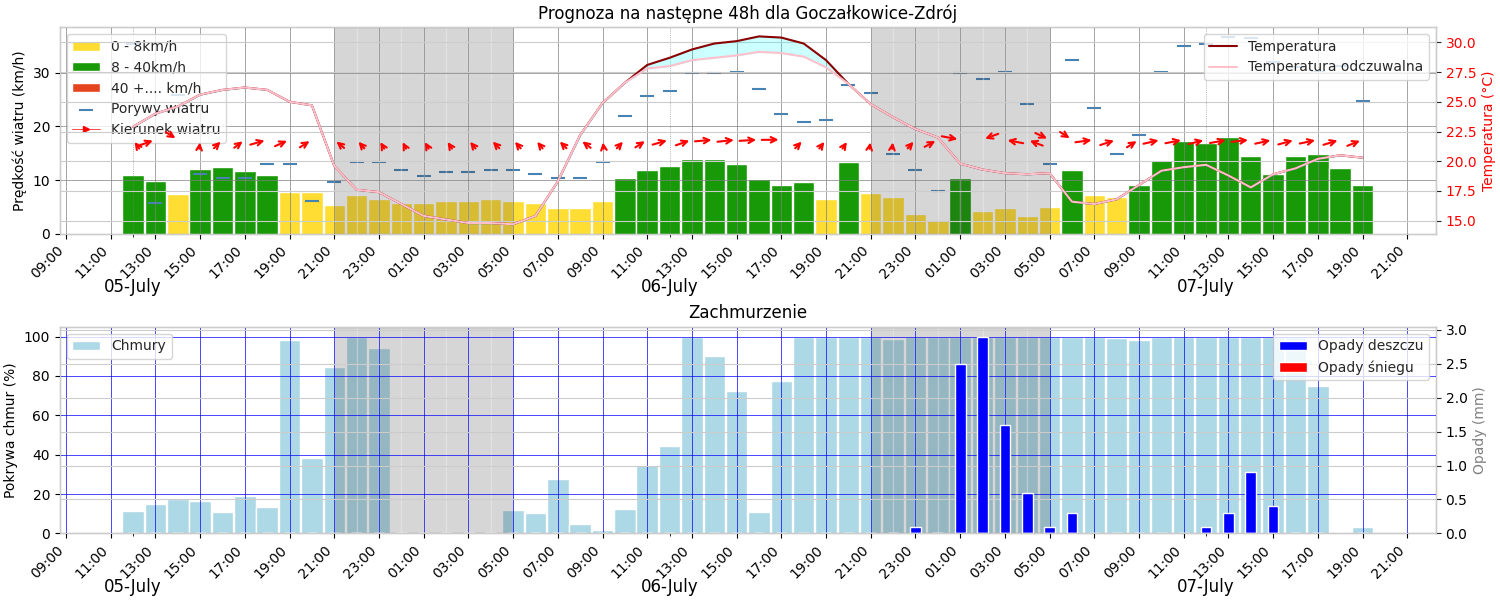 Prognoza na następne 48h dla Goczałkowice-Zdrój
Prędkość wiatru (km/h)
Temperatura (°C)
0 - 8km/h
8 - 40km/h
40 +.... km/h
Porywy wiatru
Kierunek wiatru
Temperatura
Temperatura odczuwalna
30
20
10
0
30.0
27.5
25.0
22.5
20.0
17.5
15.0
09:00 11:00 13:00 15:00 17:00 19:00 21:00 23:00 01:00 03:00 05:00 07:00 09:00 11:00 13:00 15:00 17:00 19:00 21:00 23:00 01:00 03:00 05:00 07:00 09:00 11:00 13:00 15:00 17:00 19:00 21:00
05-July 06-July 07-July
Zachmurzenie
Pokrywa chmur (%)
Opady (mm)
Chmury
Opady deszczu
Opady śniegu
100
80
60
40
20
0
3.0
2.5
2.0
1.5
1.0
0.5
0.0
09:00 11:00 13:00 15:00 17:00 19:00 21:00 23:00 01:00 03:00 05:00 07:00 09:00 11:00 13:00 15:00 17:00 19:00 21:00 23:00 01:00 03:00 05:00 07:00 09:00 11:00 13:00 15:00 17:00 19:00 21:00
05-July 06-July 07-July